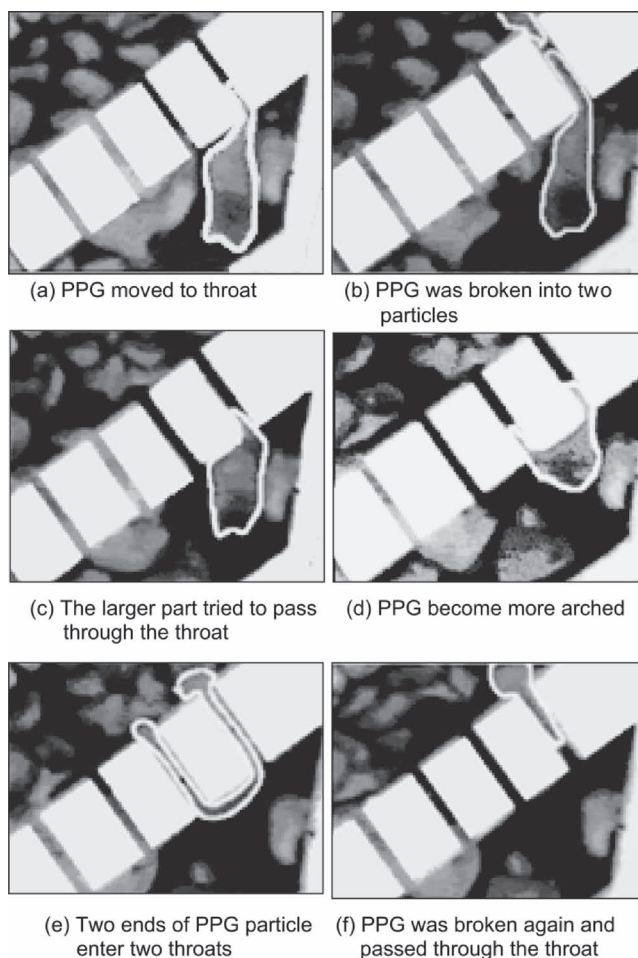 (a) PPG moved to throat
(b) PPG was broken into two
particles
(c) The larger part tried to pass
through the throat
(d) PPG become more arched
(e) Two ends of PPG particle
enter two throats
(f) PPG was broken again and
passed through the throat